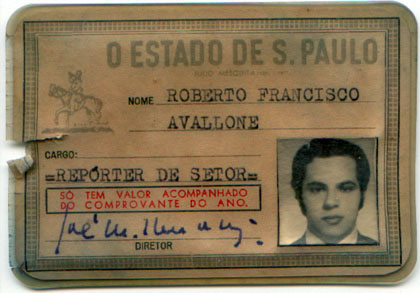 O ESTADO DE S. PAULO
NOME ROBERTO FRANCISCO
AVALLONE
CARGO:
=REPÓRTER DE SETOR=
SÓ TEM VALOR ACOMPANHADO
DO COMPROVANTE DO ANO.
DIRETOR